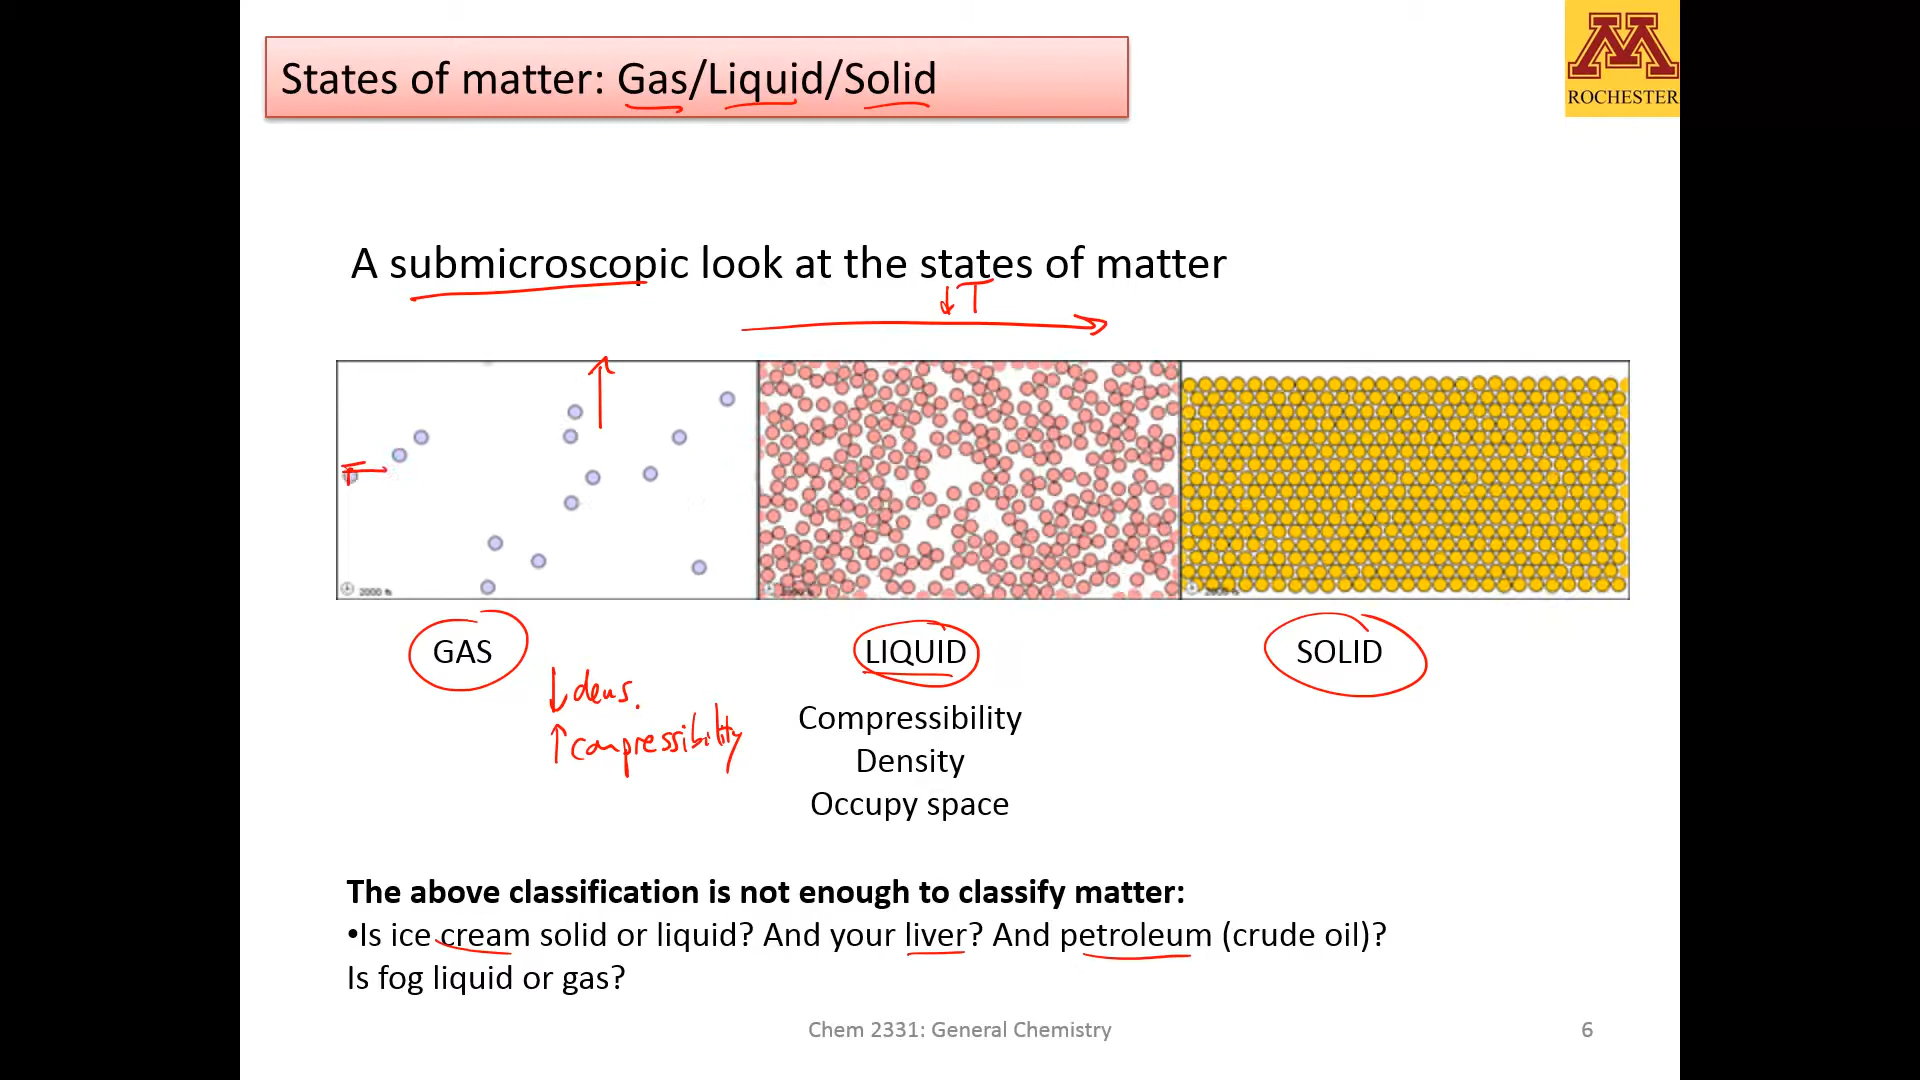 States of matter: Gas/Liquid/Solid
ROCHESTER
A submicroscopic look at the states of matter
↓T
2000 fs
GAS
LIQUID
SOLID
↓dens.
↑compressibility
Compressibility
Density
Occupy space
The above classification is not enough to classify matter:
•Is ice cream solid or liquid? And your liver? And petroleum (crude oil)?
Is fog liquid or gas?
Chem 2331: General Chemistry
6